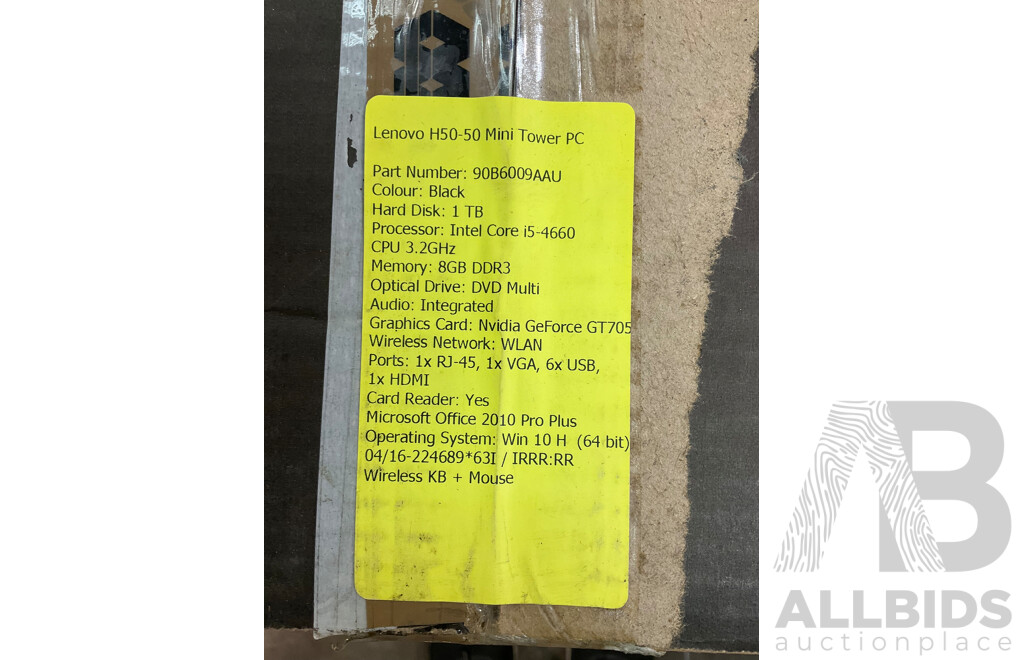 Lenovo H50-50 Mini Tower PC
Part Number: 90B6009AAU
Colour: Black
Hard Disk: 1 TB
Processor: Intel Core i5-4660
CPU 3.2GHz
Memory: 8GB DDR3
Optical Drive: DVD Multi
Audio: Integrated
Graphics Card: Nvidia GeForce GT705
Wireless Network: WLAN
Ports: 1x RJ-45, 1x VGA, 6x USB,
1x HDMI
Card Reader: Yes
Microsoft Office 2010 Pro Plus
Operating System: Win 10 H (64 bit)
04/16-224689*63I / IRRR:RR
Wireless KB + Mouse
AB
ALLBIDS
auctionplace